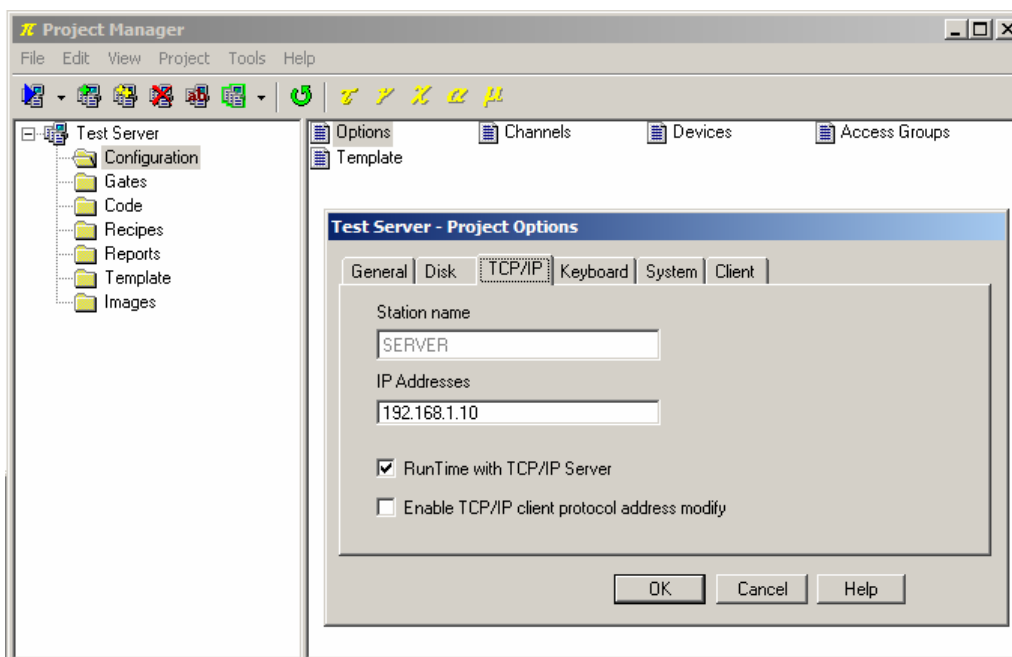 π Project Manager
File Edit View Project Tools Help
τ γ χ α μ
Test Server
Configuration
Gates
Code
Recipes
Reports
Template
Images
Options Channels Devices Access Groups
Template
Test Server - Project Options
General Disk TCP/IP Keyboard System Client
Station name
SERVER
IP Addresses
192.168.1.10
RunTime with TCP/IP Server
Enable TCP/IP client protocol address modify
OK Cancel Help